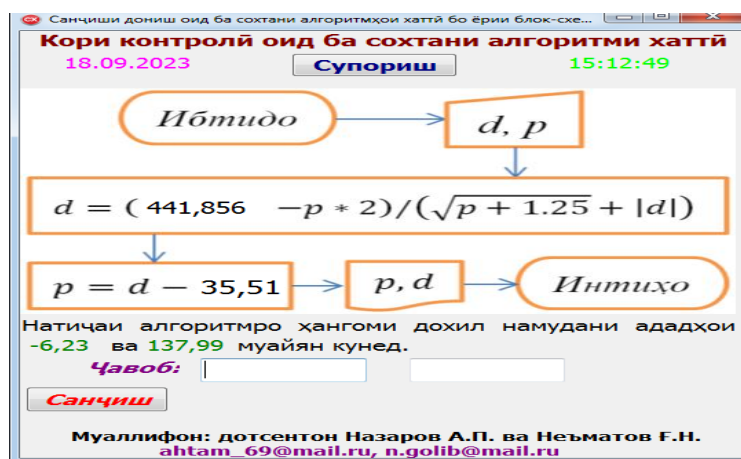 Санҷиши дониш оид ба сохтани алгоритмҳои хаттӣ бо ёрии блок-схе...
Кори контролӣ оид ба сохтани алгоритми хаттӣ
18.09.2023 Супориш 15:12:49
Ибтидо d, p
d = ( 441,856 −p * 2)/(√p + 1.25 + |d|)
p = d − 35,51 p, d Интиҳо
Натиҷаи алгоритмро ҳангоми дохил намудани ададҳои
-6,23 ва 137,99 муайян кунед.
Ҷавоб:
Санҷиш
Муаллифон: дотсентон Назаров А.П. ва Неъматов Ғ.Н.
ahtam_69@mail.ru, n.golib@mail.ru